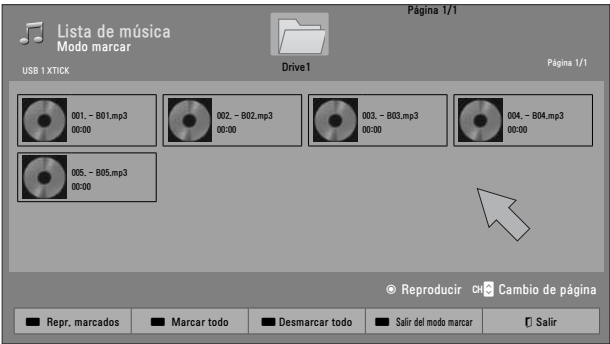 Página 1/1
Lista de música
Modo marcar
USB 1 XTICK
Drive1
Página 1/1
001. - B01.mp3
00:00
002. - B02.mp3
00:00
003. - B03.mp3
00:00
004. - B04.mp3
00:00
005. - B05.mp3
00:00
Reproducir CH Cambio de página
Repr. marcados
Marcar todo
Desmarcar todo
Salir del modo marcar
Salir